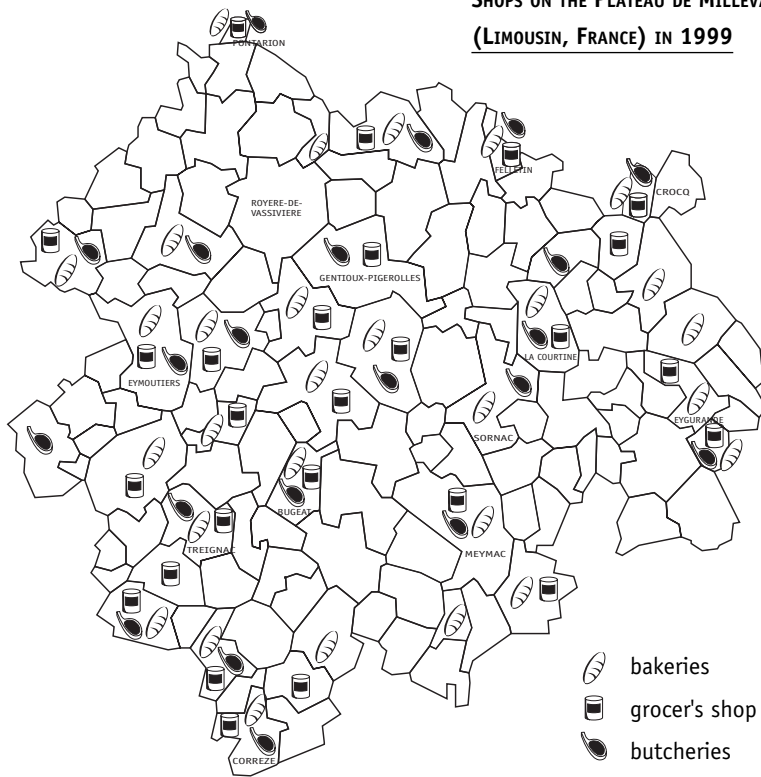 SHOPS ON THE PLATEAU DE
(LIMOUSIN, FRANCE) IN 1999
PONTARION
FELLETIN
CROCQ
ROYERE-DE-
VASSIVIERE
GENTIOUX-PIGEROLLES
LA COURTINE
EYMOUTIERS
EYGURANDE
SORNAC
BUGEAT
TREIGNAC
MEYMAC
CORREZE
bakeries
grocer's shop
butcheries